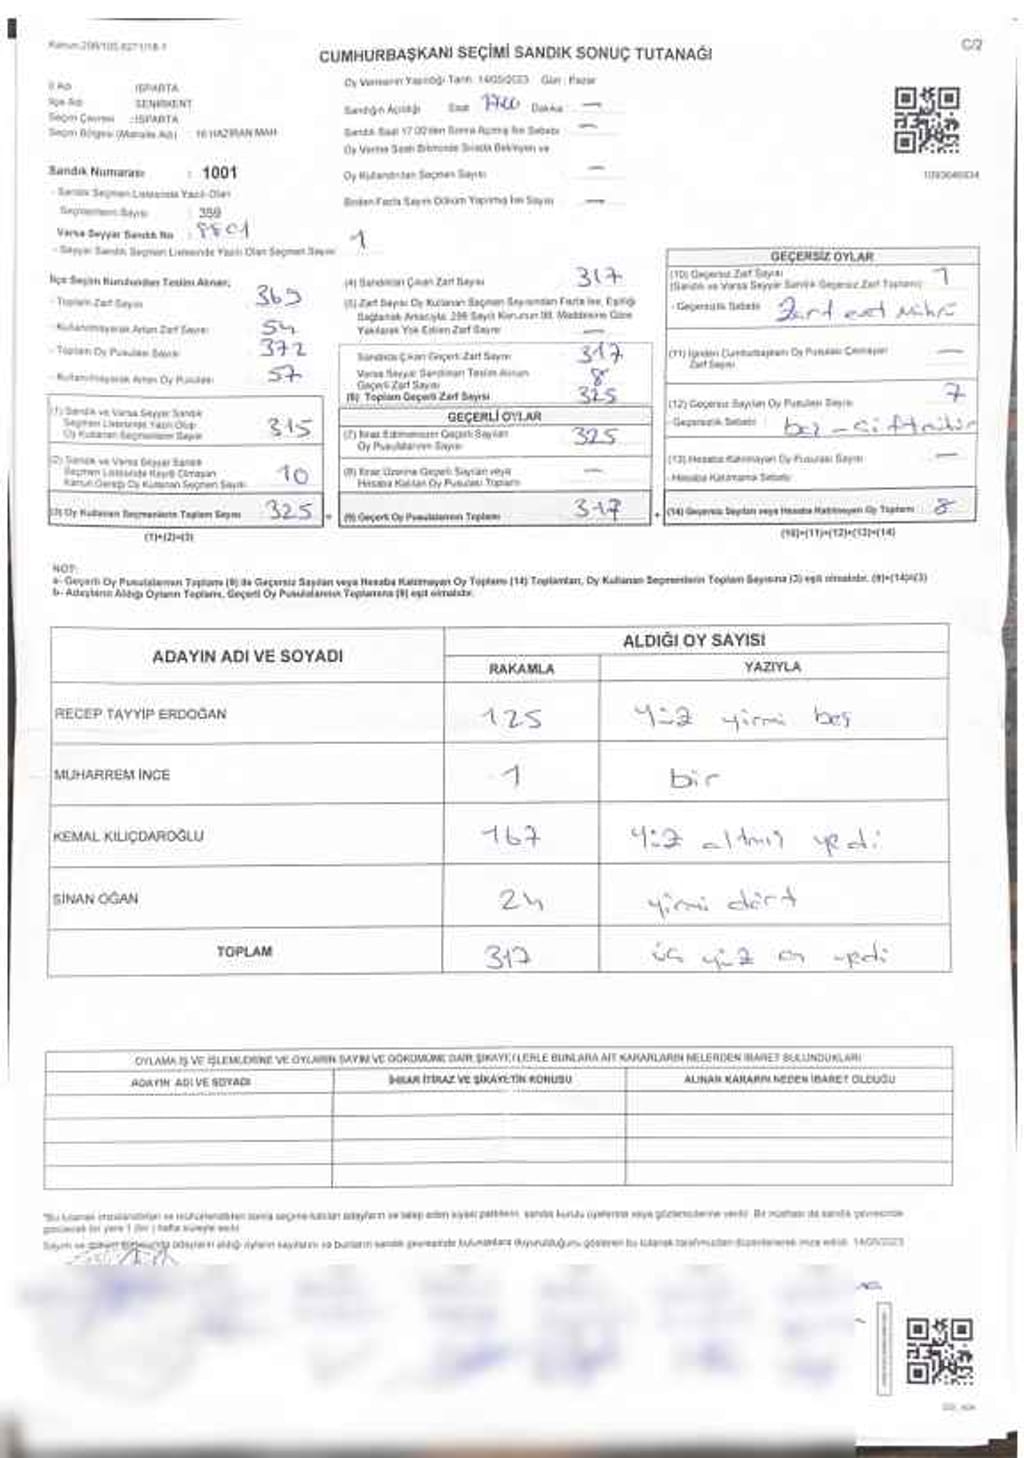 Kanun:298/105,6271/18-1
C/2
CUMHURBAŞKANI SEÇİMİ SANDIK SONUÇ TUTANAĞI
İl Adı : ISPARTA
İlçe Adı : SENİRKENT
Seçim Çevresi : ISPARTA
Seçim Bölgesi (Mahalle Adı) : 16 HAZİRAN MAH
Sandık Numarası : 1001
- Sandık Seçmen Listesinde Yazılı Olan
Seçmenlerin Sayısı : 359
Varsa Seyyar Sandık No :
- Seyyar Sandık Seçmen Listesinde Yazılı Olan Seçmen Sayısı : 1
Oy Vermenin Yapıldığı Tarih: 14/05/2023 Gün : Pazar
Sandığın Açıldığı Saat 1700 Dakika : —
Sandık Saat 17.00'den Sonra Açılmış İse Sebebi : —
Oy Verme Saati Bitiminde Sırada Bekleyen ve
Oy Kullandırılan Seçmen Sayısı : —
Birden Fazla Sayım Döküm Yapılmış İse Sayısı : —
1093646934
İlçe Seçim Kurulundan Teslim Alınan;
- Toplam Zarf Sayısı : 365
- Kullanılmayarak Artan Zarf Sayısı : 54
- Toplam Oy Pusulası Sayısı : 372
- Kullanılmayarak Artan Oy Pusulası : 57
(1) Sandık ve Varsa Seyyar Sandık
Seçmen Listesinde Yazılı Olup
Oy Kullanan Seçmenlerin Sayısı : 315
(2) Sandık ve Varsa Seyyar Sandık
Seçmen Listesinde Kayıtlı Olmayan
Kanun Gereği Oy Kullanan Seçmen Sayısı : 10
(3) Oy Kullanan Seçmenlerin Toplam Sayısı : 325
(1)+(2)=(3)
(4) Sandıktan Çıkan Zarf Sayısı : 317
(5) Zarf Sayısı Oy Kullanan Seçmen Sayısından Fazla İse, Eşitliği
Sağlamak Amacıyla, 298 Sayılı Kanunun 98. Maddesine Göre
Yakılarak Yok Edilen Zarf Sayısı : —
Sandıkta Çıkan Geçerli Zarf Sayısı : 317
Varsa Seyyar Sandıktan Teslim Alınan
Geçerli Zarf Sayısı : 8
(6) Toplam Geçerli Zarf Sayısı : 325
GEÇERLİ OYLAR
(7) İtiraz Edilmeksizin Geçerli Sayılan
Oy Pusulalarının Sayısı : 325
(8) İtiraz Üzerine Geçerli Sayılan veya
Hesaba Katılan Oy Pusulası Toplamı : —
(9) Geçerli Oy Pusulalarının Toplamı : 317
GEÇERSİZ OYLAR
(10) Geçersiz Zarf Sayısı
(Sandık ve Varsa Seyyar Sandık Geçersiz Zarf Toplamı) : 1
- Geçersizlik Sebebi :
(11) İçinden Cumhurbaşkanı Oy Pusulası Çıkmayan
Zarf Sayısı : —
(12) Geçersiz Sayılan Oy Pusulası Sayısı : 7
- Geçersizlik Sebebi :
(13) Hesaba Katılmayan Oy Pusulası Sayısı : —
- Hesaba Katılmama Sebebi :
(14) Geçersiz Sayılan veya Hesaba Katılmayan Oy Toplamı : 8
(10)+(11)+(12)+(13)=(14)
NOT:
a- Geçerli Oy Pusulalarının Toplamı (9) ile Geçersiz Sayılan veya Hesaba Katılmayan Oy Toplamı (14) Toplamları, Oy Kullanan Seçmenlerin Toplam Sayısına (3) eşit olmalıdır. (9)+(14)=(3)
b- Adayların Aldığı Oyların Toplamı, Geçerli Oy Pusulalarının Toplamına (9) eşit olmalıdır.
ADAYIN ADI VE SOYADI
ALDIĞI OY SAYISI
RAKAMLA YAZIYLA
RECEP TAYYİP ERDOĞAN 125 Yüz yirmi beş
MUHARREM İNCE 1 bir
KEMAL KILIÇDAROĞLU 167 Yüz altmış yedi
SİNAN OĞAN 24 yirmi dört
TOPLAM 317 üç yüz on yedi
OYLAMA İŞ VE İŞLEMLERİNE VE OYLARIN SAYIM VE DÖKÜMÜNE DAİR ŞİKAYETLERLE BUNLARA AİT KARARLARIN NELERDEN İBARET BULUNDUKLARI
ADAYIN ADI VE SOYADI İHBAR İTİRAZ VE ŞİKAYETİN KONUSU ALINAN KARARIN NEDEN İBARET OLDUĞU